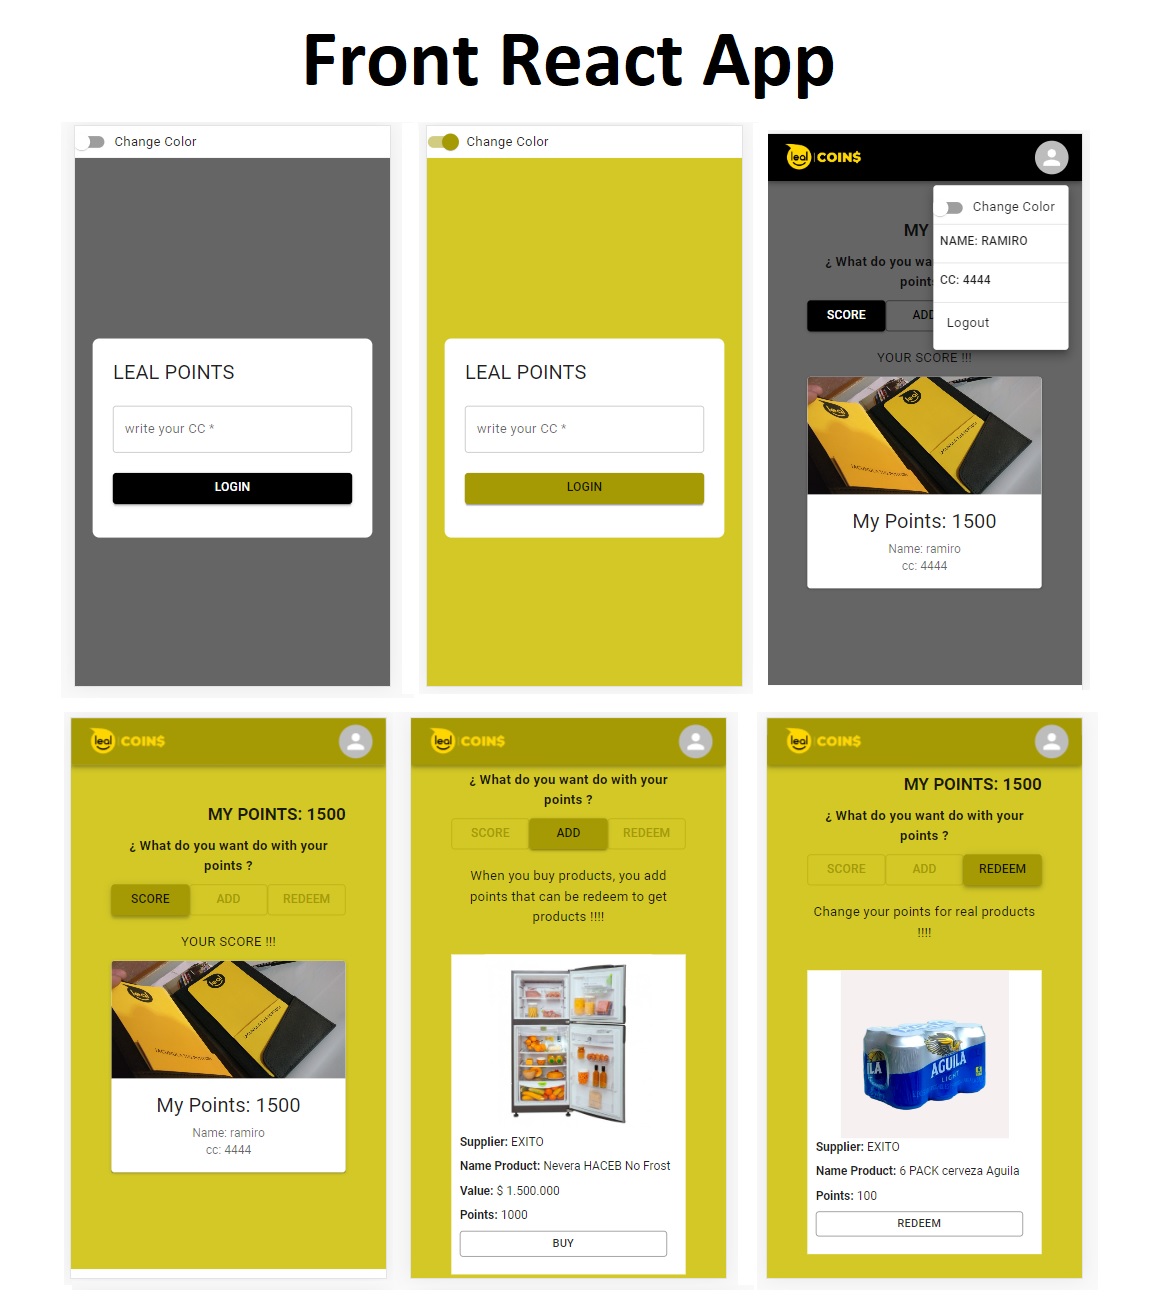 Front React App
Change Color
LEAL POINTS
write your CC *
LOGIN
Change Color
LEAL POINTS
write your CC *
LOGIN
leal COIN$
Change Color
NAME: RAMIRO
CC: 4444
Logout
MY
¿ What do you wa
point
SCORE ADD
YOUR SCORE !!!
leal
leal
My Points: 1500
Name: ramiro
cc: 4444
leal COIN$
MY POINTS: 1500
¿ What do you want do with your
points ?
SCORE ADD REDEEM
YOUR SCORE !!!
leal
leal
My Points: 1500
Name: ramiro
cc: 4444
leal COIN$
¿ What do you want do with your
points ?
SCORE ADD REDEEM
When you buy products, you add
points that can be redeem to get
products !!!!
Supplier: EXITO
Name Product: Nevera HACEB No Frost
Value: $ 1.500.000
Points: 1000
BUY
leal COIN$
MY POINTS: 1500
¿ What do you want do with your
points ?
SCORE ADD REDEEM
Change your points for real products
!!!!
ILA AGUILA
LIGHT
Supplier: EXITO
Name Product: 6 PACK cerveza Aguila
Points: 100
REDEEM